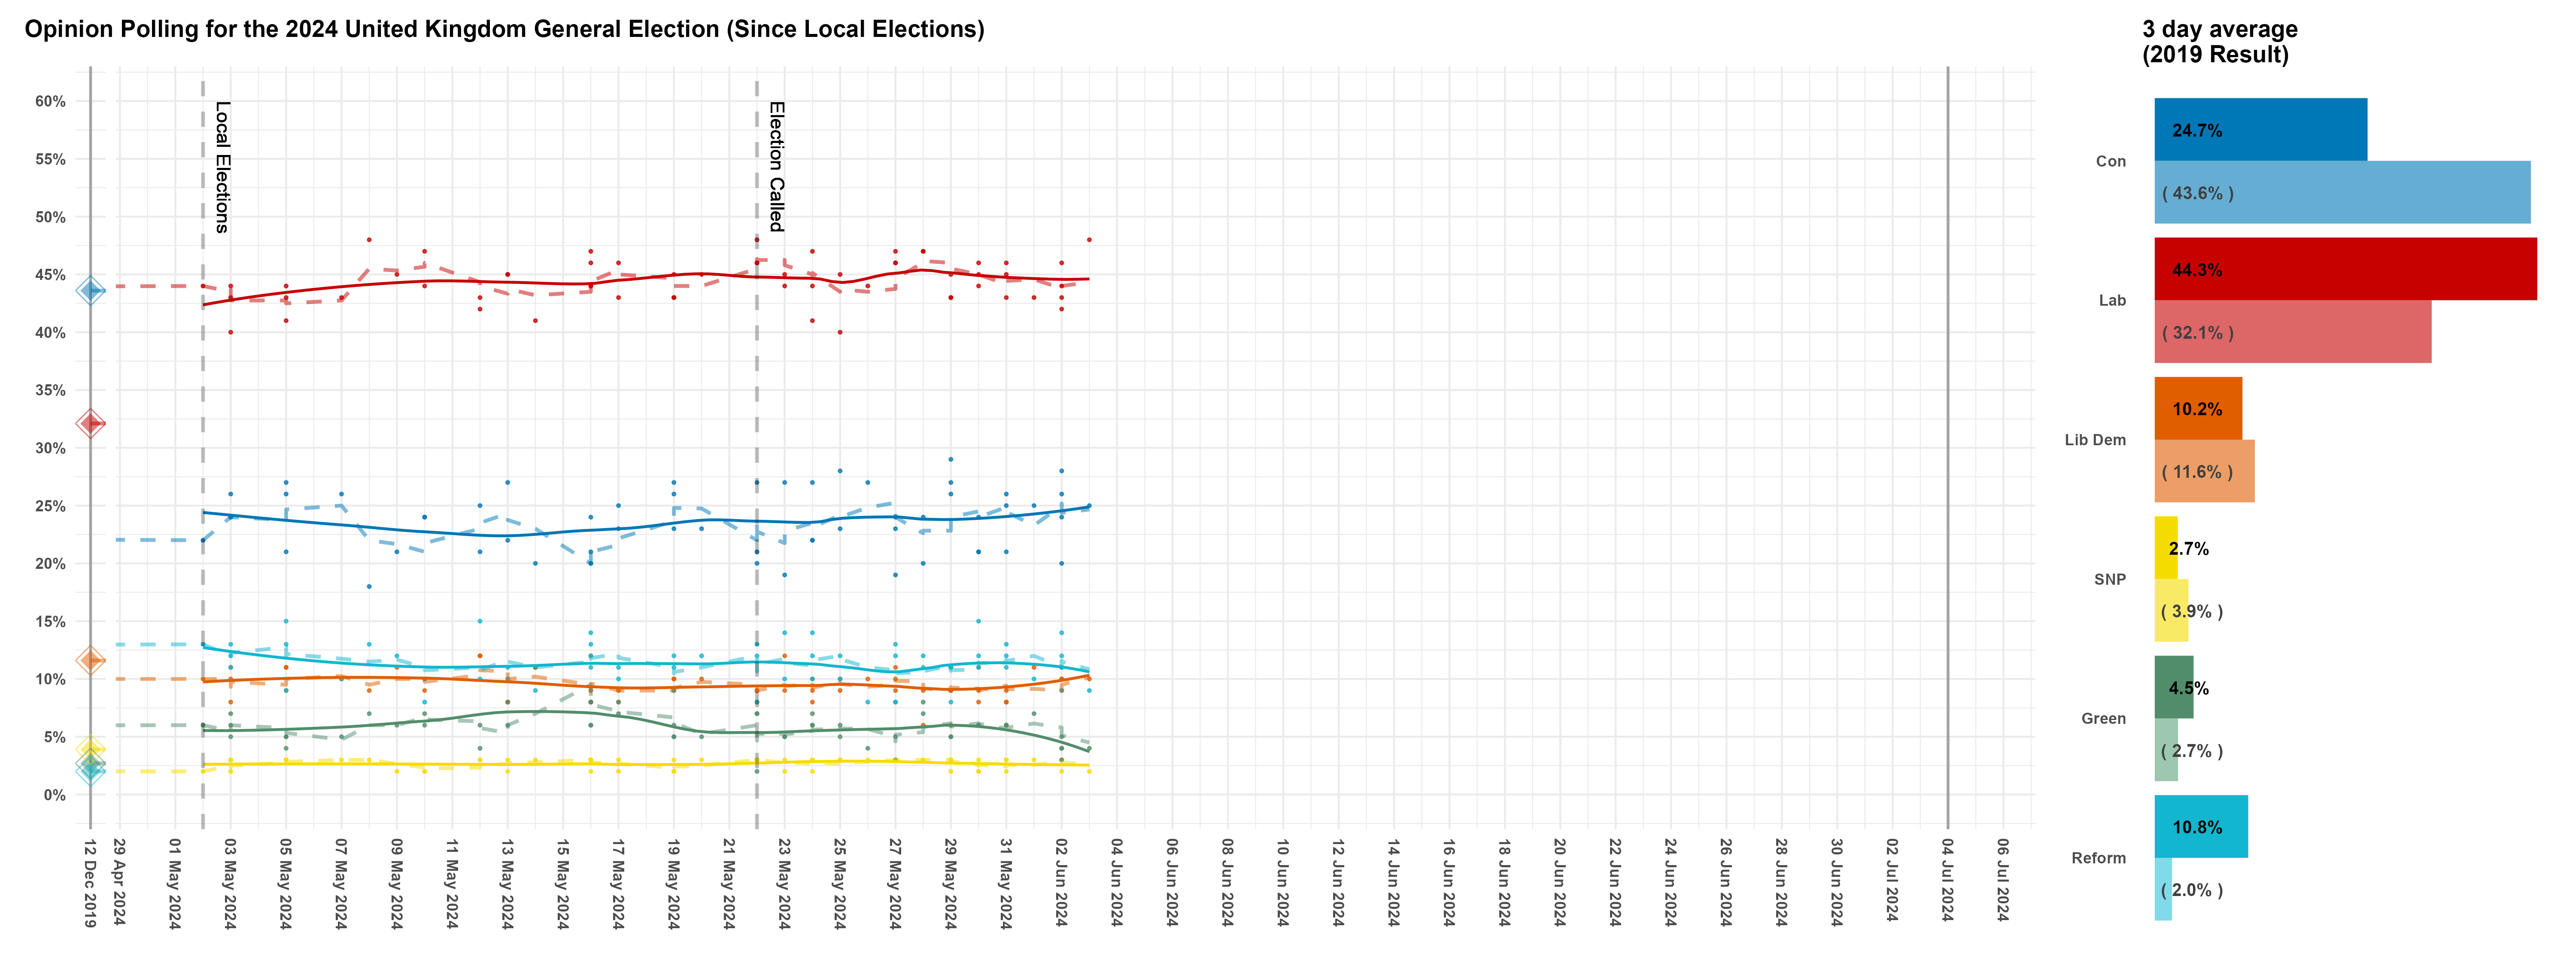 Opinion Polling for the 2024 United Kingdom General Election (Since Local Elections)
3 day average
(2019 Result)
60%
55%
50%
45%
40%
35%
30%
25%
20%
15%
10%
5%
0%
Local Elections
Election Called
12 Dec 2019
29 Apr 2024
01 May 2024
03 May 2024
05 May 2024
07 May 2024
09 May 2024
11 May 2024
13 May 2024
15 May 2024
17 May 2024
19 May 2024
21 May 2024
23 May 2024
25 May 2024
27 May 2024
29 May 2024
31 May 2024
02 Jun 2024
04 Jun 2024
06 Jun 2024
08 Jun 2024
10 Jun 2024
12 Jun 2024
14 Jun 2024
16 Jun 2024
18 Jun 2024
20 Jun 2024
22 Jun 2024
24 Jun 2024
26 Jun 2024
28 Jun 2024
30 Jun 2024
02 Jul 2024
04 Jul 2024
06 Jul 2024
Con
24.7%
( 43.6% )
Lab
44.3%
( 32.1% )
Lib Dem
10.2%
( 11.6% )
SNP
2.7%
( 3.9% )
Green
4.5%
( 2.7% )
Reform
10.8%
( 2.0% )